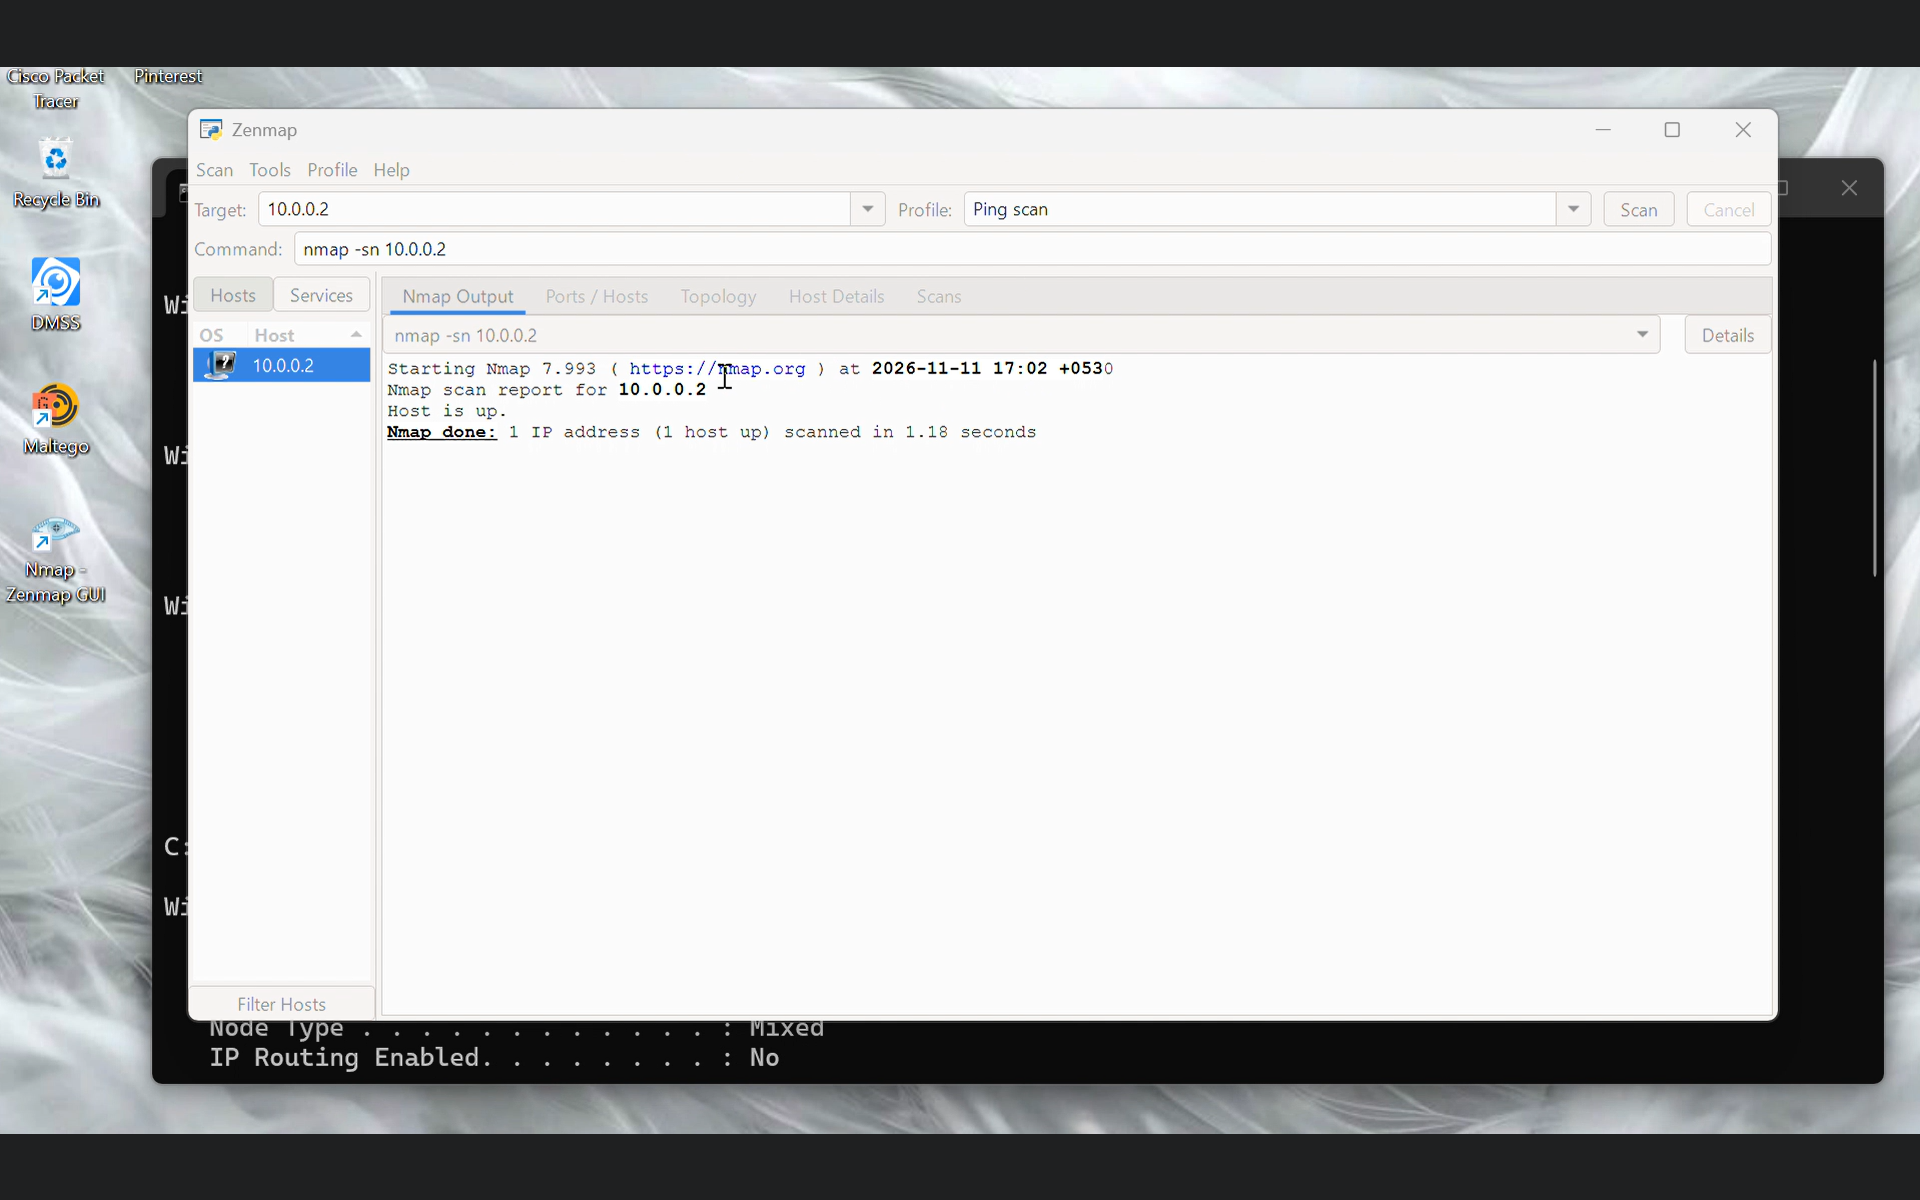 Cisco Packet Tracer
Pinterest
Recycle Bin
DMSS
Maltego
Nmap - Zenmap GUI
Zenmap
Scan Tools Profile Help
Target: 10.0.0.2 Profile: Ping scan Scan Cancel
Command: nmap -sn 10.0.0.2
Hosts Services
Nmap Output Ports / Hosts Topology Host Details Scans
OS Host
nmap -sn 10.0.0.2 Details
10.0.0.2
Starting Nmap 7.993 ( https://nmap.org ) at 2026-11-11 17:02 +0530
Nmap scan report for 10.0.0.2
Host is up.
Nmap done: 1 IP address (1 host up) scanned in 1.18 seconds
Filter Hosts
Wi
Wi
Wi
C:
Wi
Node Type . . . . . . . . . . . . : Mixed
IP Routing Enabled. . . . . . . . : No